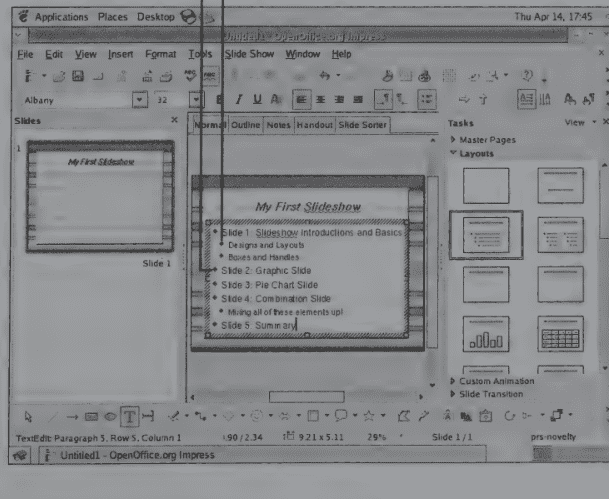 Applications Places Desktop Thu Apr 14, 17:45
Untitled1 - OpenOffice.org Impress
File Edit View Insert Format Tools Slide Show Window Help
Albany 32
Slides
Normal Outline Notes Handout Slide Sorter
Tasks View
Master Pages
Layouts
1
My First Slideshow
Slide 1
My First Slideshow
Slide 1: Slideshow Introductions and Basics
Designs and Layouts
Boxes and Handles
Slide 2: Graphic Slide
Slide 3: Pie Chart Slide
Slide 4: Combination Slide
Mixing all of these elements up!
Slide 5: Summary
Custom Animation
Slide Transition
TextEdit: Paragraph 5, Row 5, Column 1 9.21 x 5.11 29% * Slide 1 / 1 prs-novelty
Untitled1 - OpenOffice.org Impress